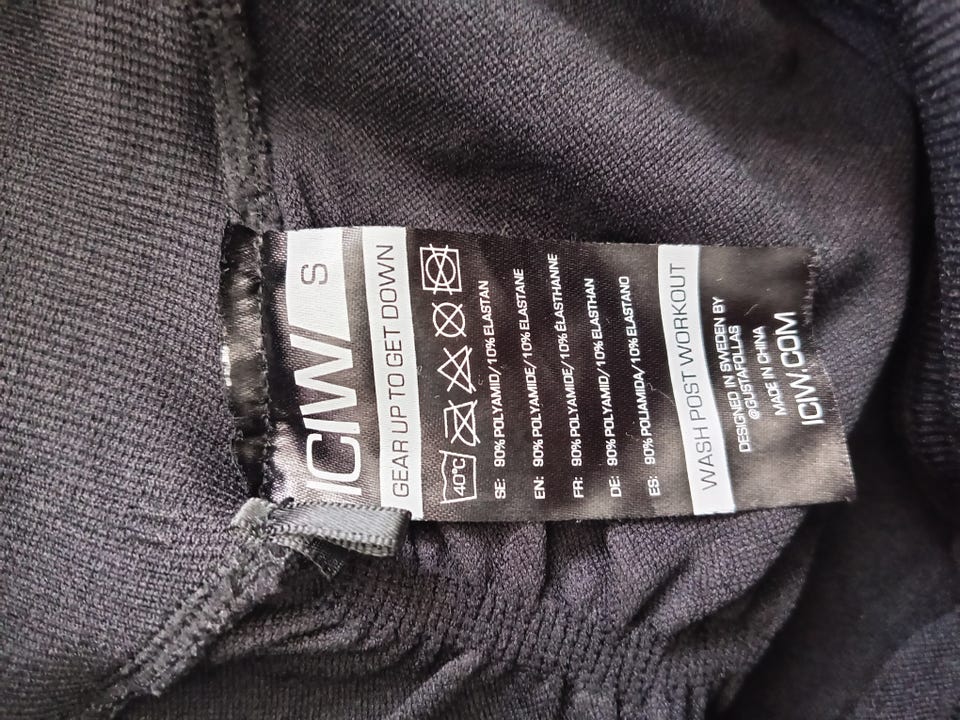 ICIW
S
GEAR UP TO GET DOWN
40°C
SE: 90% POLYAMID/10% ELASTAN
EN: 90% POLYAMIDE/10% ELASTANE
FR: 90% POLYAMIDE/10% ÉLASTHANNE
DE: 90% POLYAMID/10% ELASTHAN
ES: 90% POLIAMIDA/10% ELASTANO
WASH POST WORKOUT
DESIGNED IN SWEDEN BY
@GUSTAFOLLAS
MADE IN CHINA
ICIW.COM